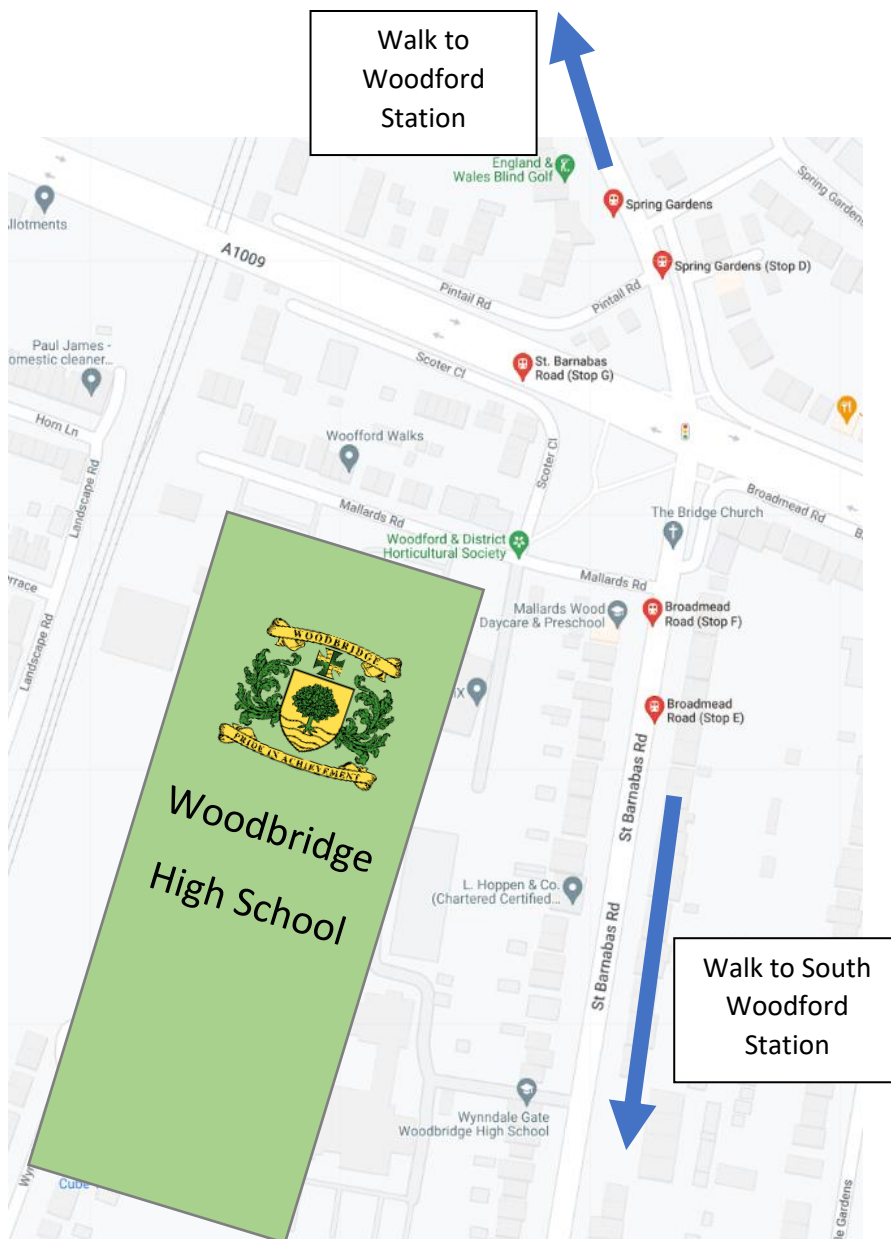 Walk to
Woodford
Station
England &
Wales Blind Golf
Spring Gardens
Spring Gardens
llotments
A1009
Spring Gardens (Stop D)
Pintail Rd
Pintail Rd
Paul James -
omestic cleaner...
Scoter Cl
St. Barnabas
Road (Stop G)
Horn Ln
Landscape Rd
Woofford Walks
Scoter Cl
Mallards Rd
Broadmead Rd
The Bridge Church
Woodford & District
Horticultural Society
Mallards Rd
errace
Landscape Rd
Mallards Wood
Daycare & Preschool
Broadmead
Road (Stop F)
WOODBRIDGE
PRIDE IN ACHIEVEMENT
IX
Broadmead
Road (Stop E)
St Barnabas Rd
Woodbridge
High School
L. Hoppen & Co.
(Chartered Certified...
St Barnabas Rd
Walk to South
Woodford
Station
Wynndale Gate
Woodbridge High School
Cube
le Gardens